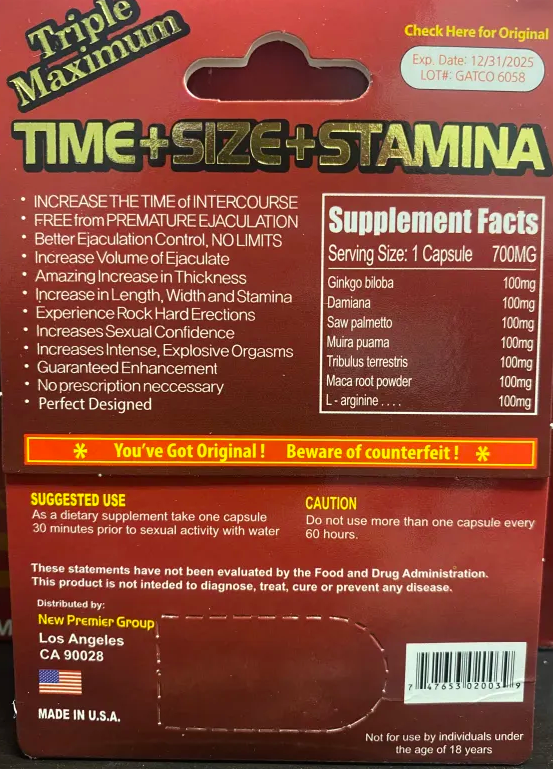 Triple
Maximum
Check Here for Original
Exp. Date: 12/31/2025
LOT#: GATCO 6058
TIME+SIZE+STAMINA
• INCREASE THE TIME of INTERCOURSE
• FREE from PREMATURE EJACULATION
• Better Ejaculation Control, NO LIMITS
• Increase Volume of Ejaculate
• Amazing Increase in Thickness
• Increase in Length, Width and Stamina
• Experience Rock Hard Erections
• Increases Sexual Confidence
• Increases Intense, Explosive Orgasms
• Guaranteed Enhancement
• No prescription neccessary
• Perfect Designed
Supplement Facts
Serving Size: 1 Capsule 700MG
Ginkgo biloba 100mg
Damiana 100mg
Saw palmetto 100mg
Muira puama 100mg
Tribulus terrestris 100mg
Maca root powder 100mg
L - arginine . . . . 100mg
* You've Got Original ! Beware of counterfeit ! *
SUGGESTED USE
As a dietary supplement take one capsule
30 minutes prior to sexual activity with water
CAUTION
Do not use more than one capsule every
60 hours.
These statements have not been evaluated by the Food and Drug Administration.
This product is not inteded to diagnose, treat, cure or prevent any disease.
Distributed by:
New Premier Group
Los Angeles
CA 90028
MADE IN U.S.A.
7 47653 02003 9
Not for use by individuals under
the age of 18 years